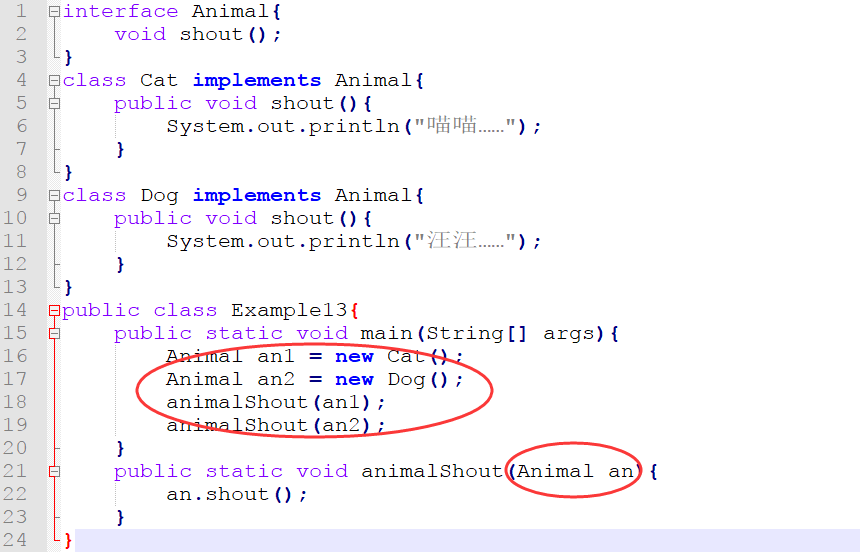 1 interface Animal{
2 void shout();
3 }
4 class Cat implements Animal{
5 public void shout(){
6 System.out.println("喵喵……");
7 }
8 }
9 class Dog implements Animal{
10 public void shout(){
11 System.out.println("汪汪……");
12 }
13 }
14 public class Example13{
15 public static void main(String[] args){
16 Animal an1 = new Cat();
17 Animal an2 = new Dog();
18 animalShout(an1);
19 animalShout(an2);
20 }
21 public static void animalShout(Animal an){
22 an.shout();
23 }
24 }